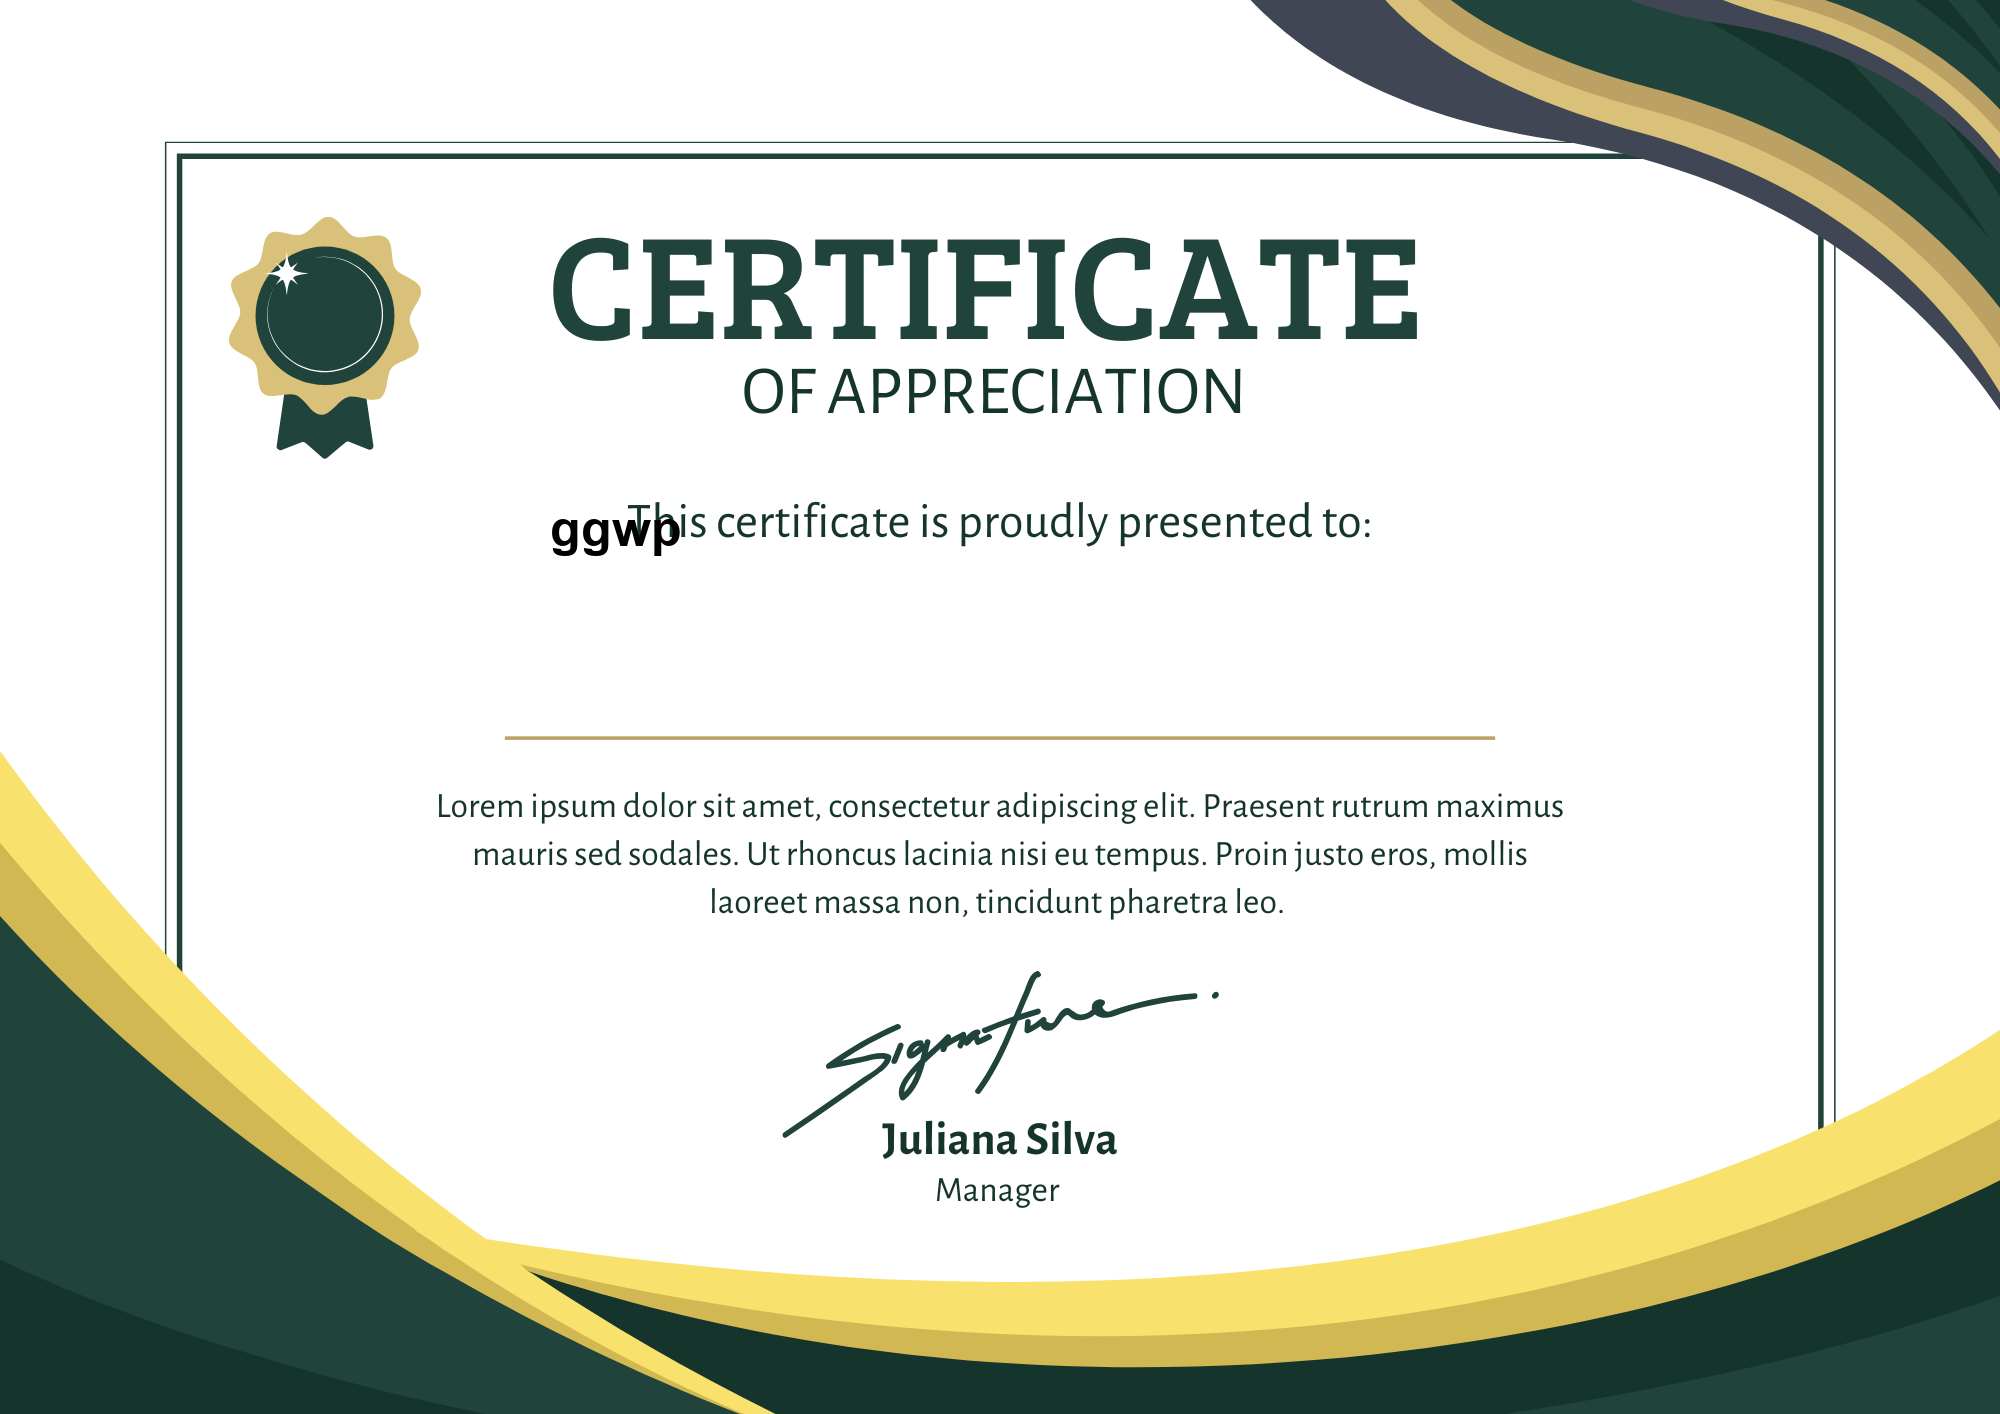 CERTIFICATE
OF APPRECIATION
This certificate is proudly presented to:
ggwp
Lorem ipsum dolor sit amet, consectetur adipiscing elit. Praesent rutrum maximus
mauris sed sodales. Ut rhoncus lacinia nisi eu tempus. Proin justo eros, mollis
laoreet massa non, tincidunt pharetra leo.
Signature
Juliana Silva
Manager